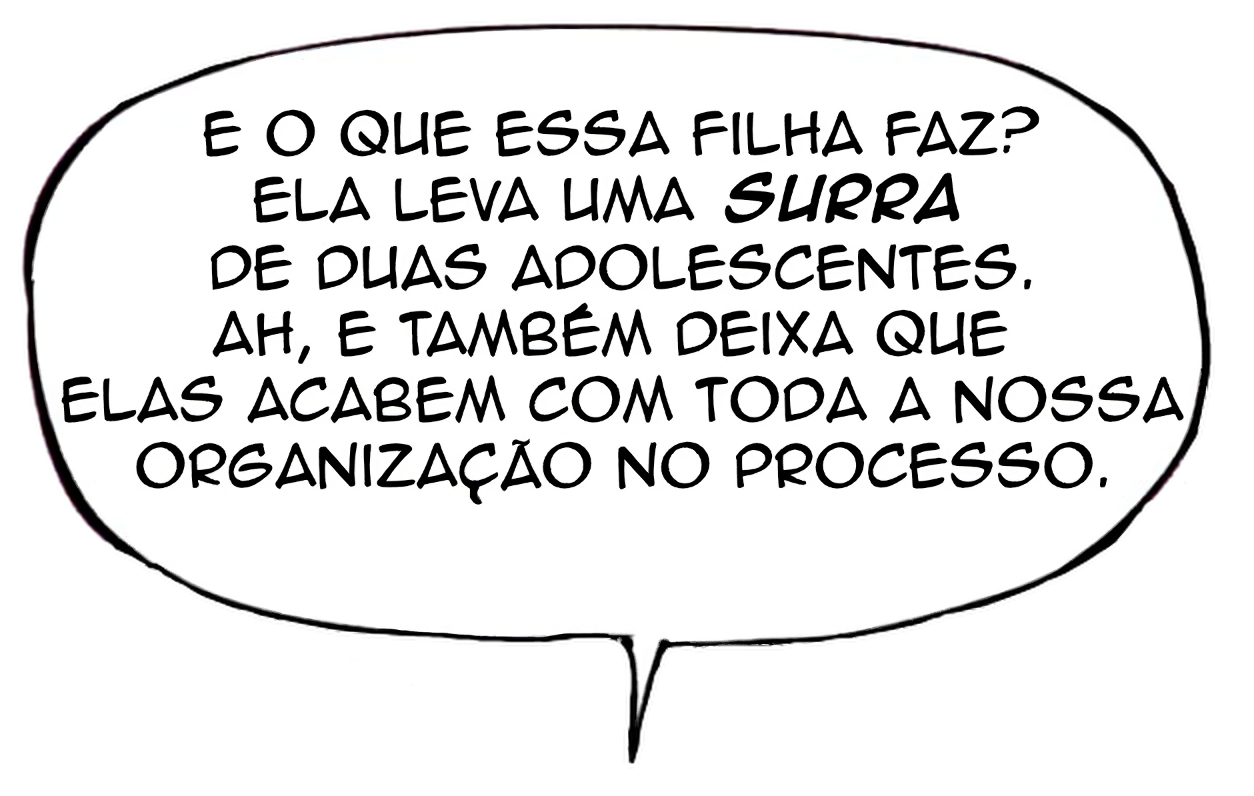 E O QUE ESSA FILHA FAZ?
ELA LEVA UMA SURRA
DE DUAS ADOLESCENTES.
AH, E TAMBÉM DEIXA QUE
ELAS ACABEM COM TODA A NOSSA
ORGANIZAÇÃO NO PROCESSO.